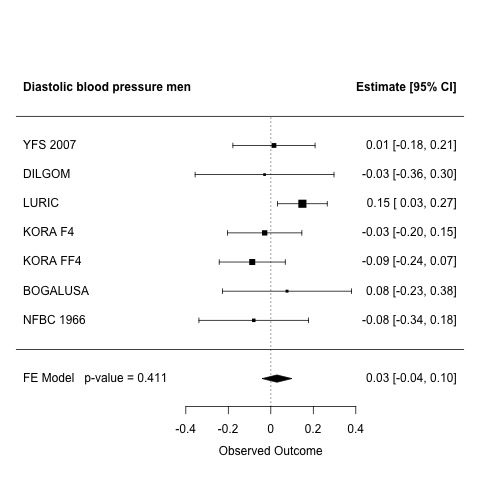 Diastolic blood pressure men Estimate [95% CI]
YFS 2007 0.01 [-0.18, 0.21]
DILGOM -0.03 [-0.36, 0.30]
LURIC 0.15 [ 0.03, 0.27]
KORA F4 -0.03 [-0.20, 0.15]
KORA FF4 -0.09 [-0.24, 0.07]
BOGALUSA 0.08 [-0.23, 0.38]
NFBC 1966 -0.08 [-0.34, 0.18]
FE Model p-value = 0.411 0.03 [-0.04, 0.10]
-0.4 -0.2 0 0.2 0.4
Observed Outcome